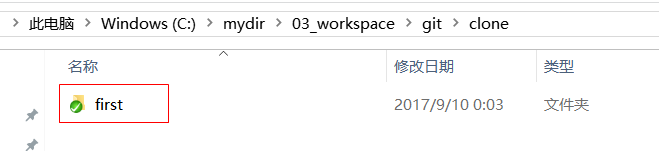 此电脑 > Windows (C:) > mydir > 03_workspace > git > clone
名称 修改日期 类型
first 2017/9/10 0:03 文件夹